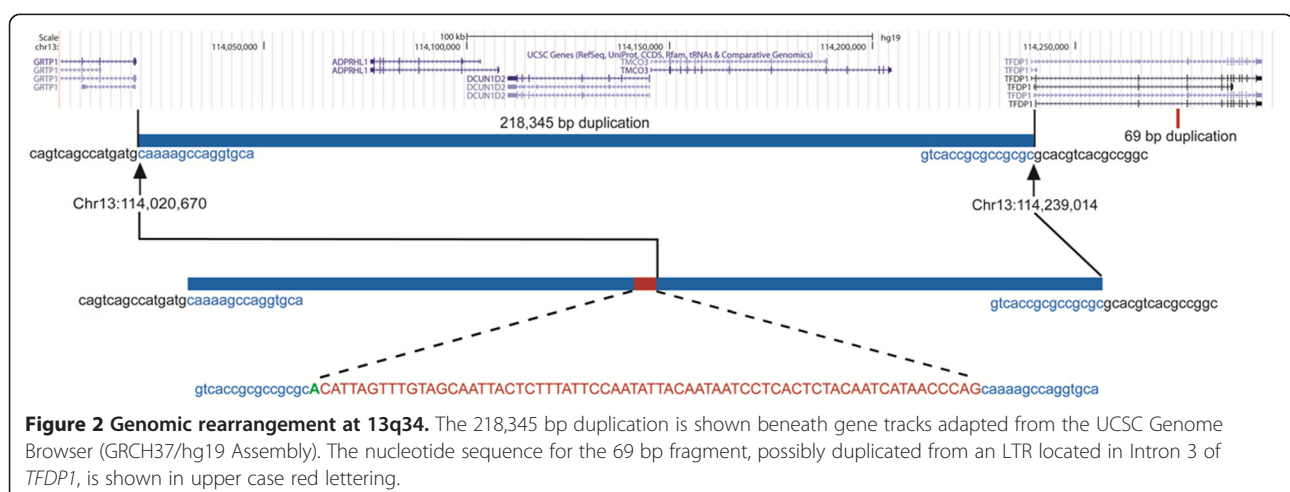 Scale
chr13:
100 kb
hg19
114,050,000
114,100,000
114,150,000
114,200,000
114,250,000
UCSC Genes (RefSeq, UniProt, CCDS, Rfam, tRNAs & Comparative Genomics)
GRTP1
GRTP1
GRTP1
GRTP1
ADPRHL1
ADPRHL1
DCUN1D2
DCUN1D2
DCUN1D2
TMCO3
TMCO3
TFDP1
TFDP1
TFDP1
TFDP1
TFDP1
TFDP1
218,345 bp duplication
69 bp duplication
cagtcagccatgatgcaaaagccaggtgca
gtcaccgcgccgcgcgcacgtcacgccggc
Chr13:114,020,670
Chr13:114,239,014
cagtcagccatgatgcaaaagccaggtgca
gtcaccgcgccgcgcgcacgtcacgccggc
gtcaccgcgccgcgcACATTAGTTTGTAGCAATTACTCTTTATTCCAATATTACAATAATCCTCACTCTACAATCATAACCCAGcaaaagccaggtgca
Figure 2 Genomic rearrangement at 13q34. The 218,345 bp duplication is shown beneath gene tracks adapted from the UCSC Genome
Browser (GRCH37/hg19 Assembly). The nucleotide sequence for the 69 bp fragment, possibly duplicated from an LTR located in Intron 3 of
TFDP1, is shown in upper case red lettering.